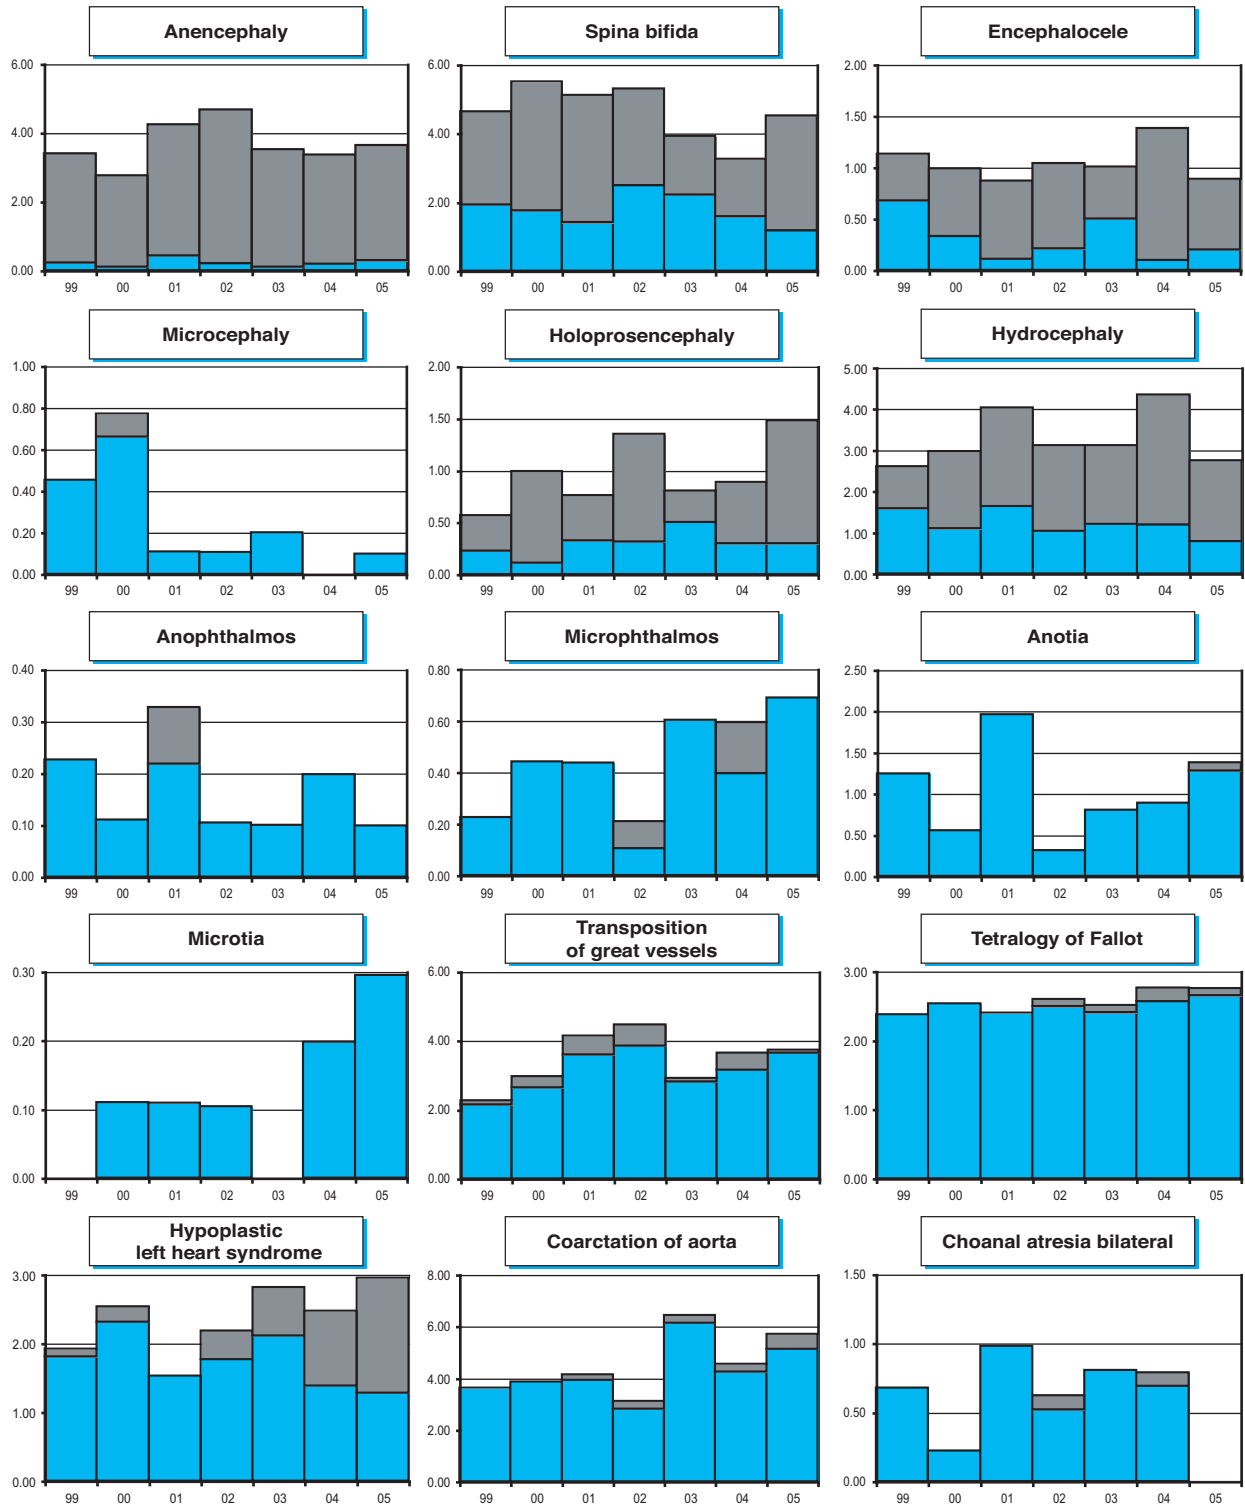 Anencephaly
6.00
4.00
2.00
0.00
99 00 01 02 03 04 05
Spina bifida
6.00
4.00
2.00
0.00
99 00 01 02 03 04 05
Encephalocele
2.00
1.50
1.00
0.50
0.00
99 00 01 02 03 04 05
Microcephaly
1.00
0.80
0.60
0.40
0.20
0.00
99 00 01 02 03 04 05
Holoprosencephaly
2.00
1.50
1.00
0.50
0.00
99 00 01 02 03 04 05
Hydrocephaly
5.00
4.00
3.00
2.00
1.00
0.00
99 00 01 02 03 04 05
Anophthalmos
0.40
0.30
0.20
0.10
0.00
99 00 01 02 03 04 05
Microphthalmos
0.80
0.60
0.40
0.20
0.00
99 00 01 02 03 04 05
Anotia
2.50
2.00
1.50
1.00
0.50
0.00
99 00 01 02 03 04 05
Microtia
0.30
0.20
0.10
0.00
99 00 01 02 03 04 05
Transposition
of great vessels
6.00
4.00
2.00
0.00
99 00 01 02 03 04 05
Tetralogy of Fallot
3.00
2.00
1.00
0.00
99 00 01 02 03 04 05
Hypoplastic
left heart syndrome
3.00
2.00
1.00
0.00
99 00 01 02 03 04 05
Coarctation of aorta
8.00
6.00
4.00
2.00
0.00
99 00 01 02 03 04 05
Choanal atresia bilateral
1.50
1.00
0.50
0.00
99 00 01 02 03 04 05